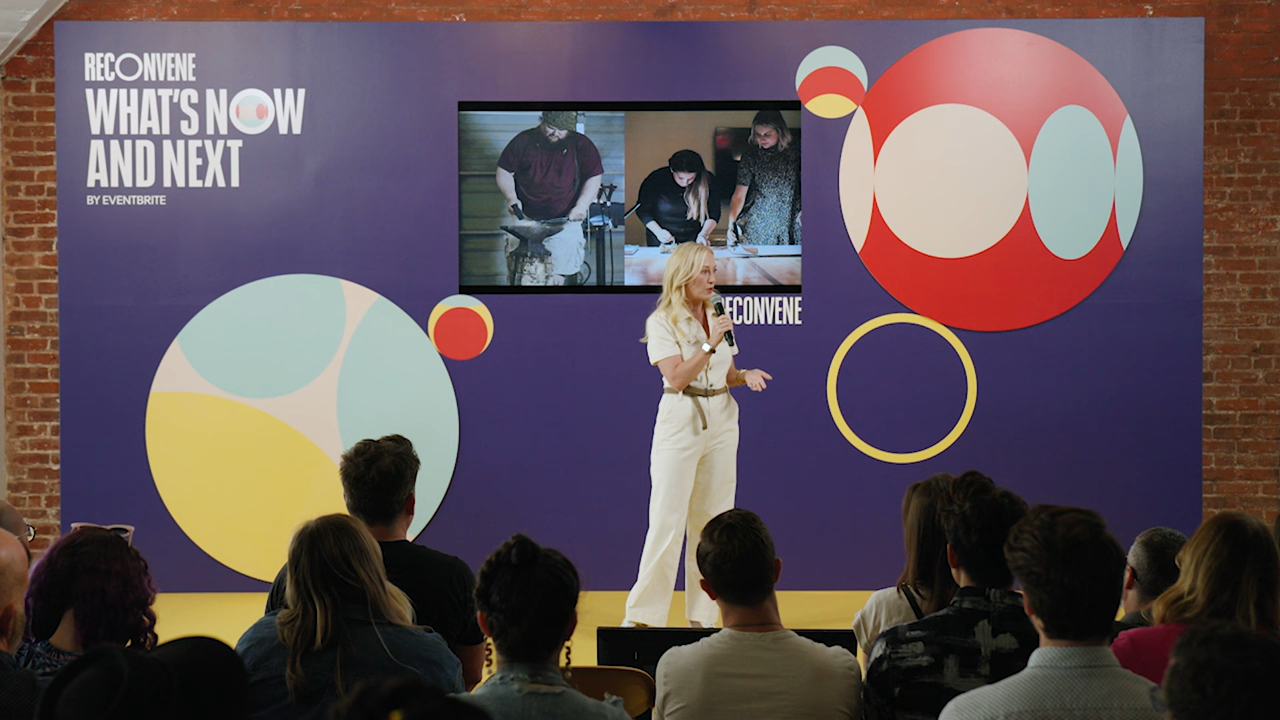 RECONVENE
WHAT'S NOW
AND NEXT
BY EVENTBRITE
RECONVENE